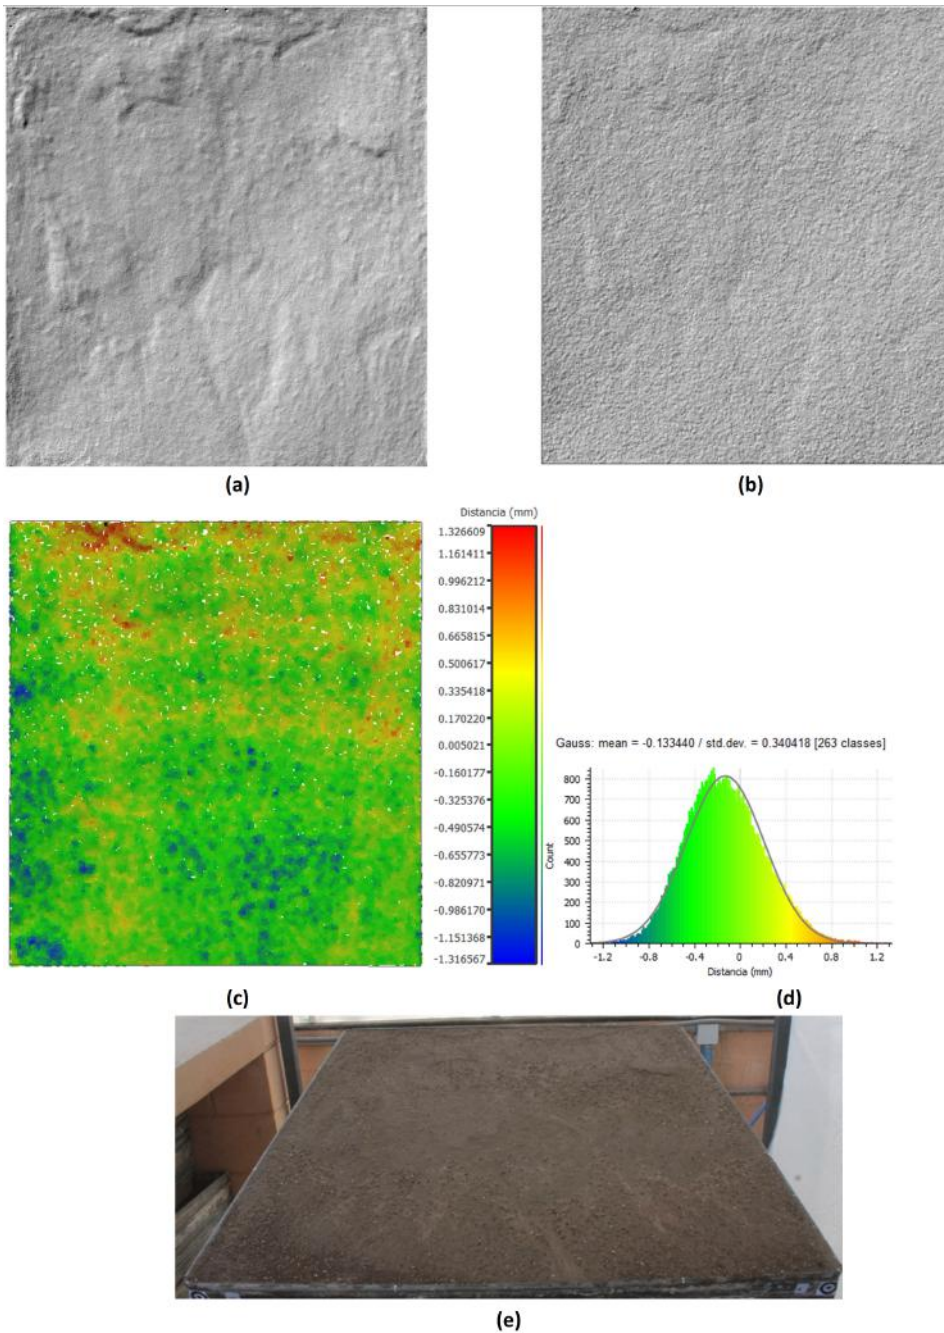 (a)
(b)
Distancia (mm)
1.326609
1.161411
0.996212
0.831014
0.665815
0.500617
0.335418
0.170220
0.005021
-0.160177
-0.325376
-0.490574
-0.655773
-0.820971
-0.986170
-1.151368
-1.316567
(c)
Gauss: mean = -0.133440 / std.dev. = 0.340418 [263 classes]
Count
800
700
600
500
400
300
200
100
0
-1.2 -0.8 -0.4 0 0.4 0.8 1.2
Distancia (mm)
(d)
(e)